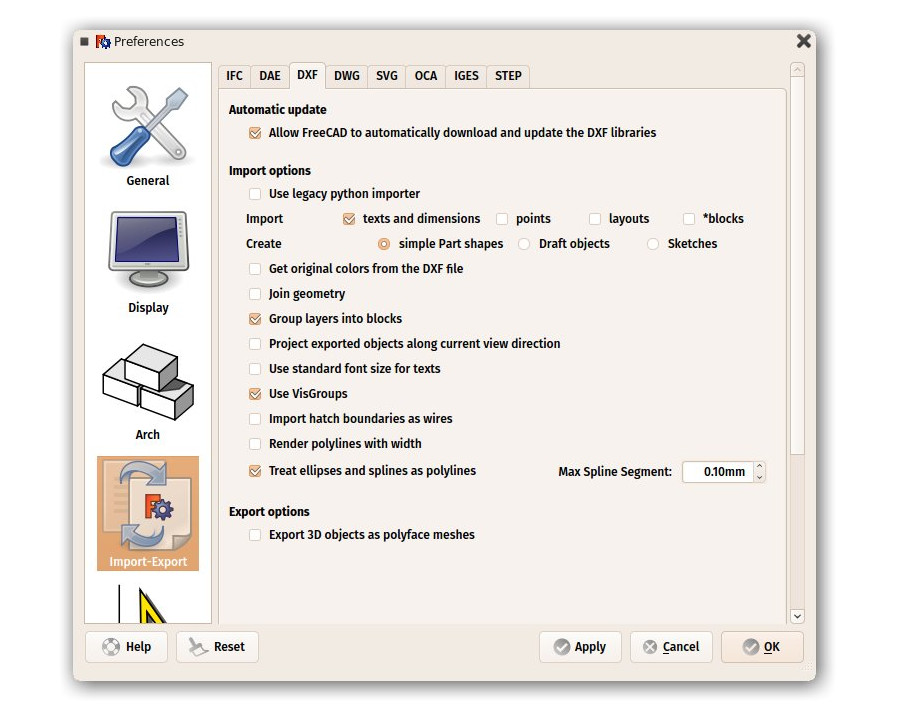 Preferences
IFC DAE DXF DWG SVG OCA IGES STEP
General
Display
Arch
Import-Export
Automatic update
Allow FreeCAD to automatically download and update the DXF libraries
Import options
Use legacy python importer
Import texts and dimensions points layouts *blocks
Create simple Part shapes Draft objects Sketches
Get original colors from the DXF file
Join geometry
Group layers into blocks
Project exported objects along current view direction
Use standard font size for texts
Use VisGroups
Import hatch boundaries as wires
Render polylines with width
Treat ellipses and splines as polylines Max Spline Segment: 0.10mm
Export options
Export 3D objects as polyface meshes
Help Reset Apply Cancel OK